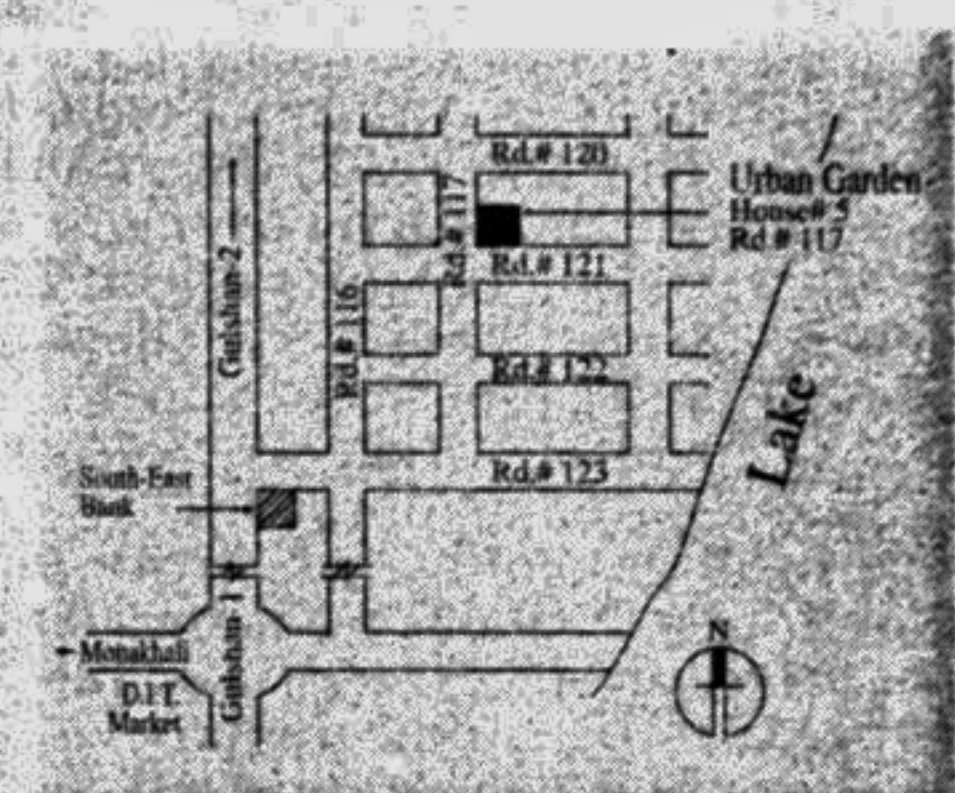 Rd.# 120
Urban Garden
House# 5
Rd # 117
Rd.# 117
Rd.# 121
Gulshan-2
Rd.# 116
Rd.# 122
Lake
Rd.# 123
South-East
Bank
N
Gulshan-1
Mohakhali
D.I.T.
Market